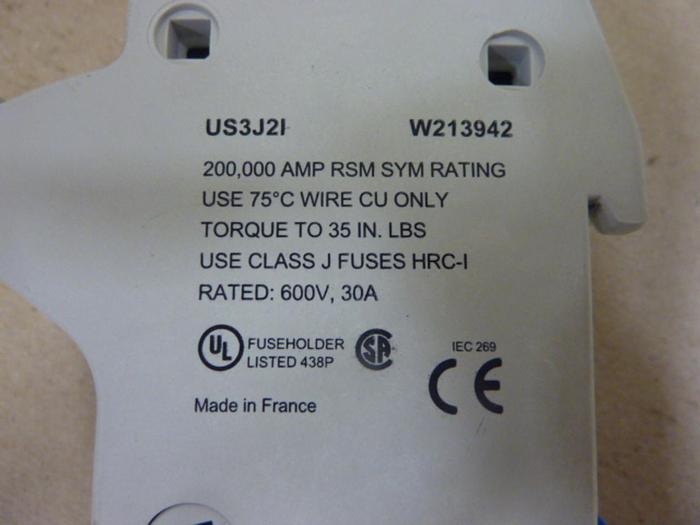 US3J2I W213942
200,000 AMP RSM SYM RATING
USE 75°C WIRE CU ONLY
TORQUE TO 35 IN. LBS
USE CLASS J FUSES HRC-I
RATED: 600V, 30A
UL FUSEHOLDER SA IEC 269
LISTED 438P CE
Made in France